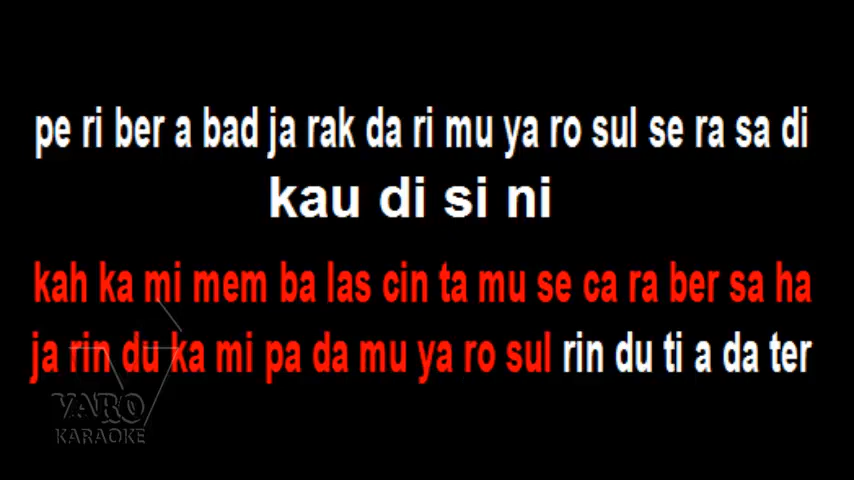 pe ri ber a bad ja rak da ri mu ya ro sul se ra sa di
kau di si ni
kah ka mi mem ba las cin ta mu se ca ra ber sa ha
ja rin du ka mi pa da mu ya ro sul rin du ti a da ter
YARO
KARAOKE